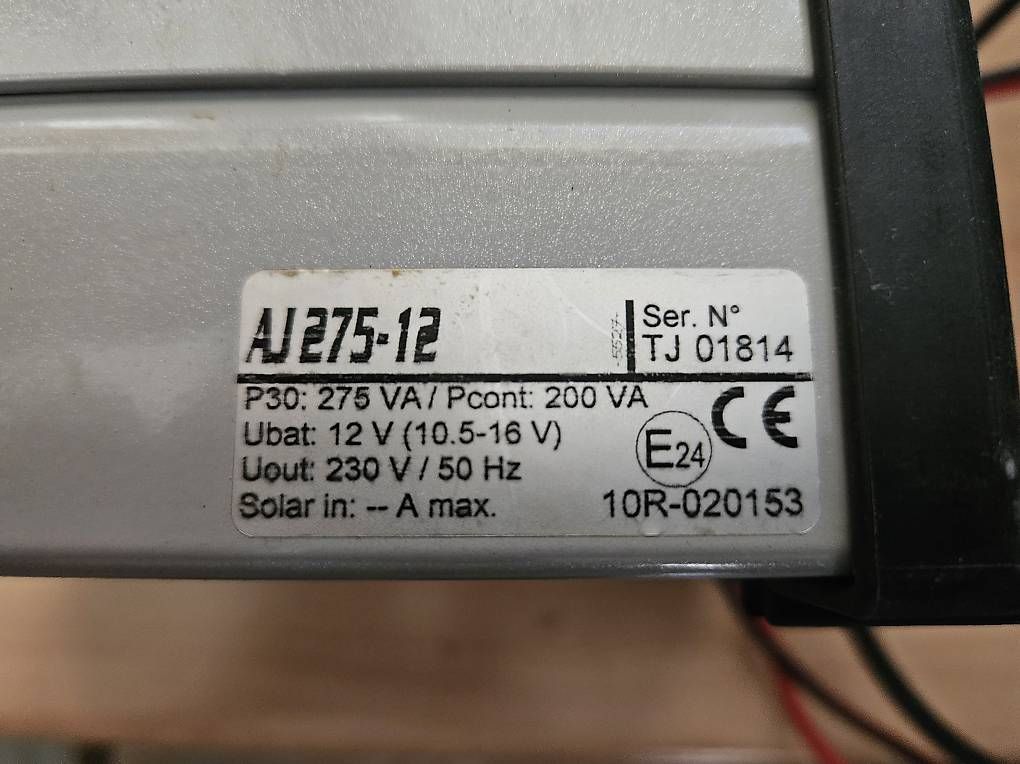 AJ 275-12
Ser. N°
TJ 01814
P30: 275 VA / Pcont: 200 VA
Ubat: 12 V (10.5-16 V)
Uout: 230 V / 50 Hz
Solar in: -- A max.
CE
E24
10R-020153